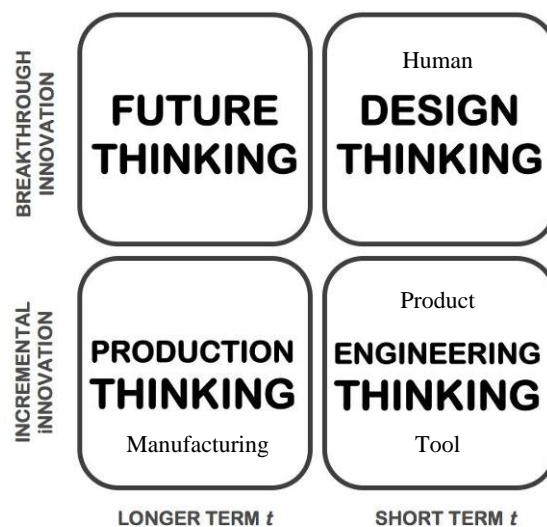 BREAKTHROUGH
INNOVATION
FUTURE
THINKING
Human
DESIGN
THINKING
INCREMENTAL
iNNOVATION
PRODUCTION
THINKING
Manufacturing
Product
ENGINEERING
THINKING
Tool
LONGER TERM t
SHORT TERM t